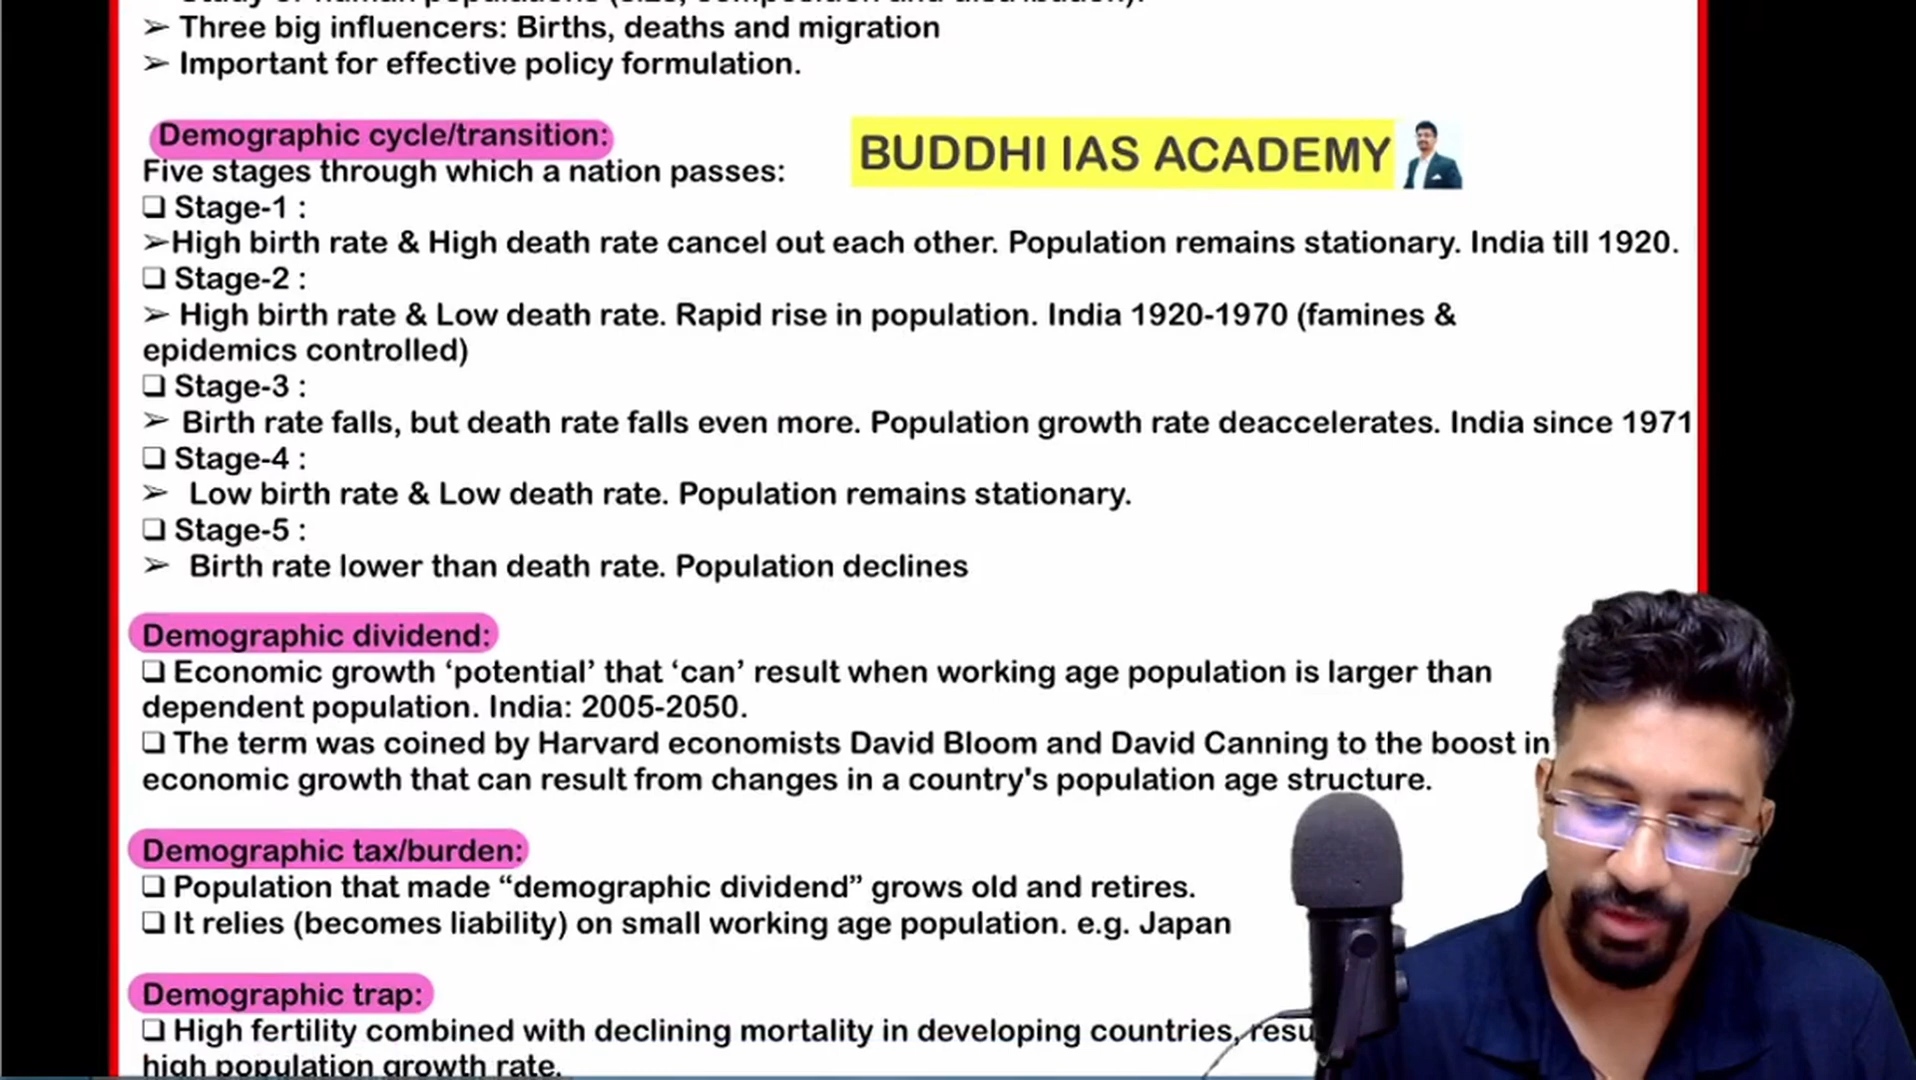 ➢ Three big influencers: Births, deaths and migration
➢ Important for effective policy formulation.
Demographic cycle/transition:
BUDDHI IAS ACADEMY
Five stages through which a nation passes:
❑ Stage-1 :
➢High birth rate & High death rate cancel out each other. Population remains stationary. India till 1920.
❑ Stage-2 :
➢ High birth rate & Low death rate. Rapid rise in population. India 1920-1970 (famines &
epidemics controlled)
❑ Stage-3 :
➢ Birth rate falls, but death rate falls even more. Population growth rate deaccelerates. India since 1971
❑ Stage-4 :
➢ Low birth rate & Low death rate. Population remains stationary.
❑ Stage-5 :
➢ Birth rate lower than death rate. Population declines
Demographic dividend:
❑ Economic growth ‘potential’ that ‘can’ result when working age population is larger than
dependent population. India: 2005-2050.
❑ The term was coined by Harvard economists David Bloom and David Canning to the boost in
economic growth that can result from changes in a country's population age structure.
Demographic tax/burden:
❑ Population that made “demographic dividend” grows old and retires.
❑ It relies (becomes liability) on small working age population. e.g. Japan
Demographic trap:
❑ High fertility combined with declining mortality in developing countries,
high population growth rate.